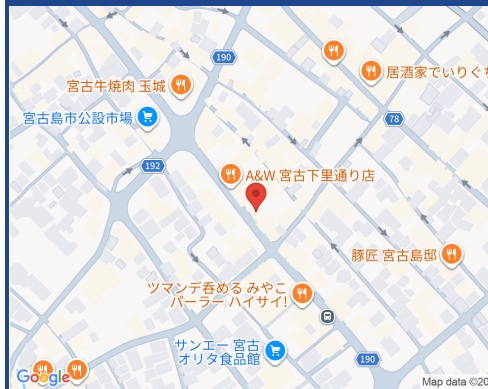 190
居酒家でいりぐち
宮古牛焼肉 玉城
宮古島市公設市場
78
192
A&W 宮古下里通り店
豚匠 宮古島邸
ツマンデ呑める みやこ
パーラー ハイサイ!
サンエー 宮古
オリタ食品館
190
Google
Map data ©20